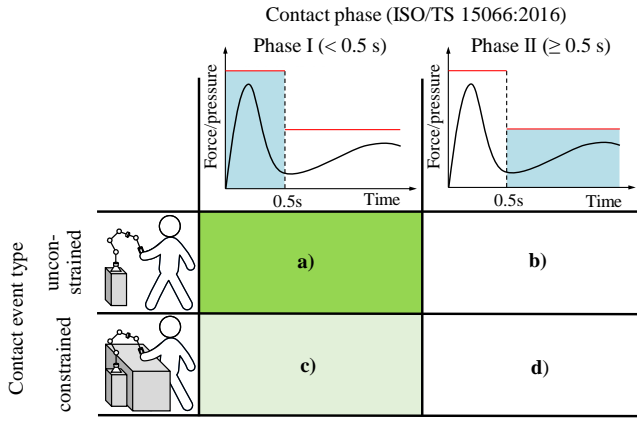 Contact phase (ISO/TS 15066:2016)
Phase I (< 0.5 s)
Phase II (≥ 0.5 s)
Force/pressure
0.5s
Time
Force/pressure
0.5s
Time
Contact event type
uncon-
strained
a)
b)
constrained
c)
d)